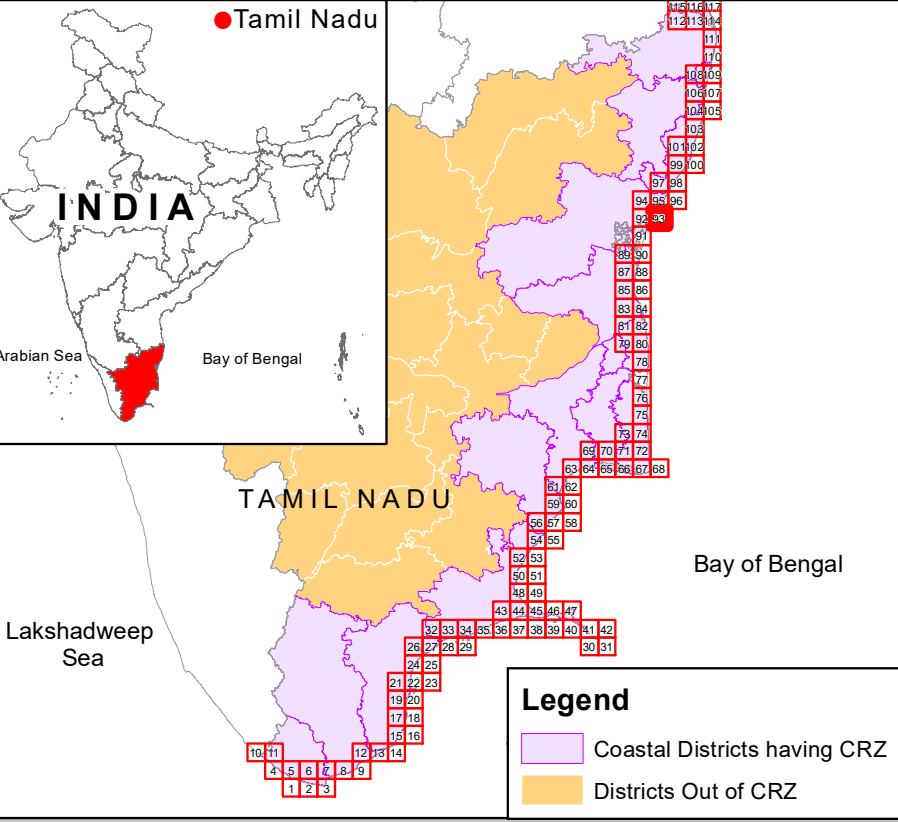 Tamil Nadu
INDIA
Arabian Sea
Bay of Bengal
115 116 117
112 113 114
111
110
108 109
106 107
104 105
103
101 102
99 100
97 98
94 95 96
92 93
91
89 90
87 88
85 86
83 84
81 82
79 80
78
77
76
75
73 74
69 70 71 72
63 64 65 66 67 68
61 62
59 60
56 57 58
54 55
52 53
50 51
48 49
43 44 45 46 47
32 33 34 35 36 37 38 39 40 41 42
26 27 28 29 30 31
24 25
21 22 23
19 20
17 18
15 16
10 11 12 13 14
4 5 6 7 8 9
1 2 3
TAMIL NADU
Bay of Bengal
Lakshadweep
Sea
Legend
Coastal Districts having CRZ
Districts Out of CRZ